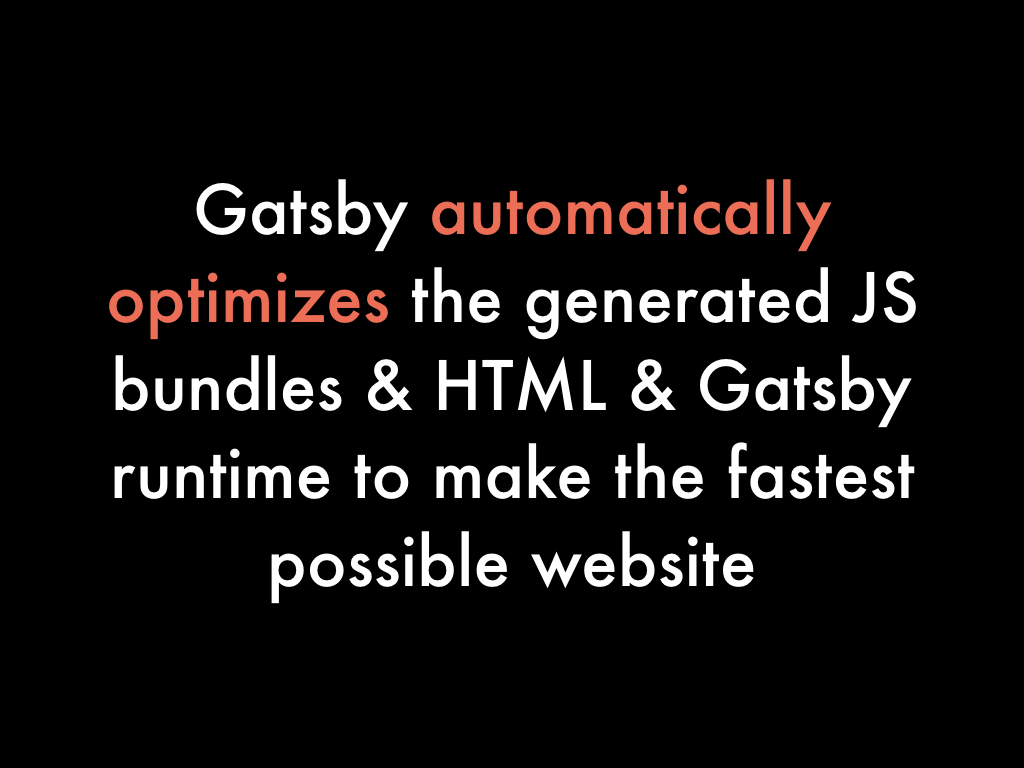 Gatsby automatically
optimizes the generated JS
bundles & HTML & Gatsby
runtime to make the fastest
possible website